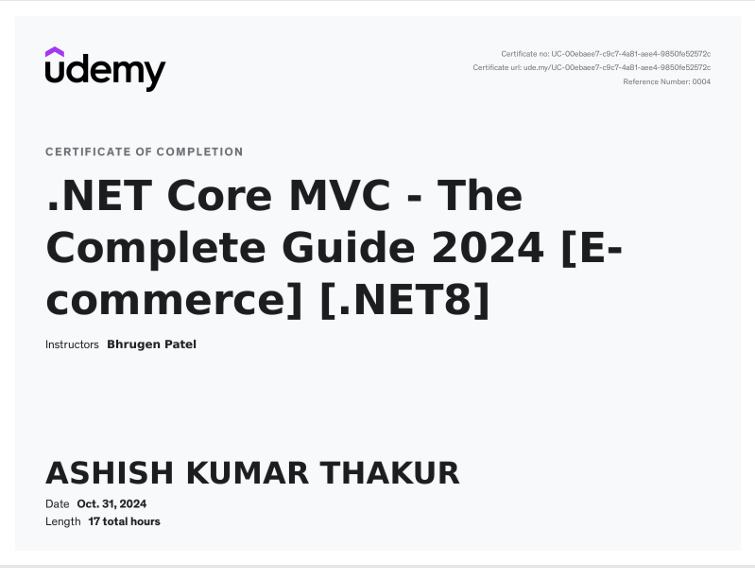 udemy
Certificate no: UC-00ebaee7-c9c7-4a81-aee4-9850fe52572c
Certificate url: ude.my/UC-00ebaee7-c9c7-4a81-aee4-9850fe52572c
Reference Number: 0004
CERTIFICATE OF COMPLETION
.NET Core MVC - The
Complete Guide 2024 [E-
commerce] [.NET8]
Instructors Bhrugen Patel
ASHISH KUMAR THAKUR
Date Oct. 31, 2024
Length 17 total hours